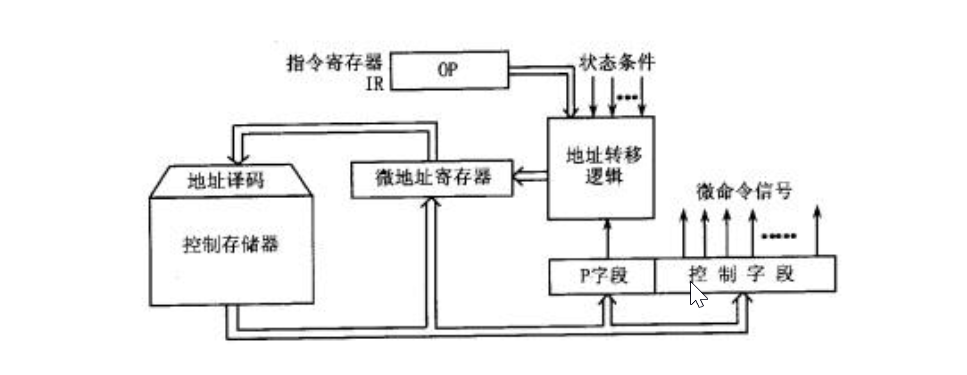 指令寄存器
IR
OP
状态条件
地址转移
逻辑
微地址寄存器
地址译码
控制存储器
微命令信号
P字段
控制字段